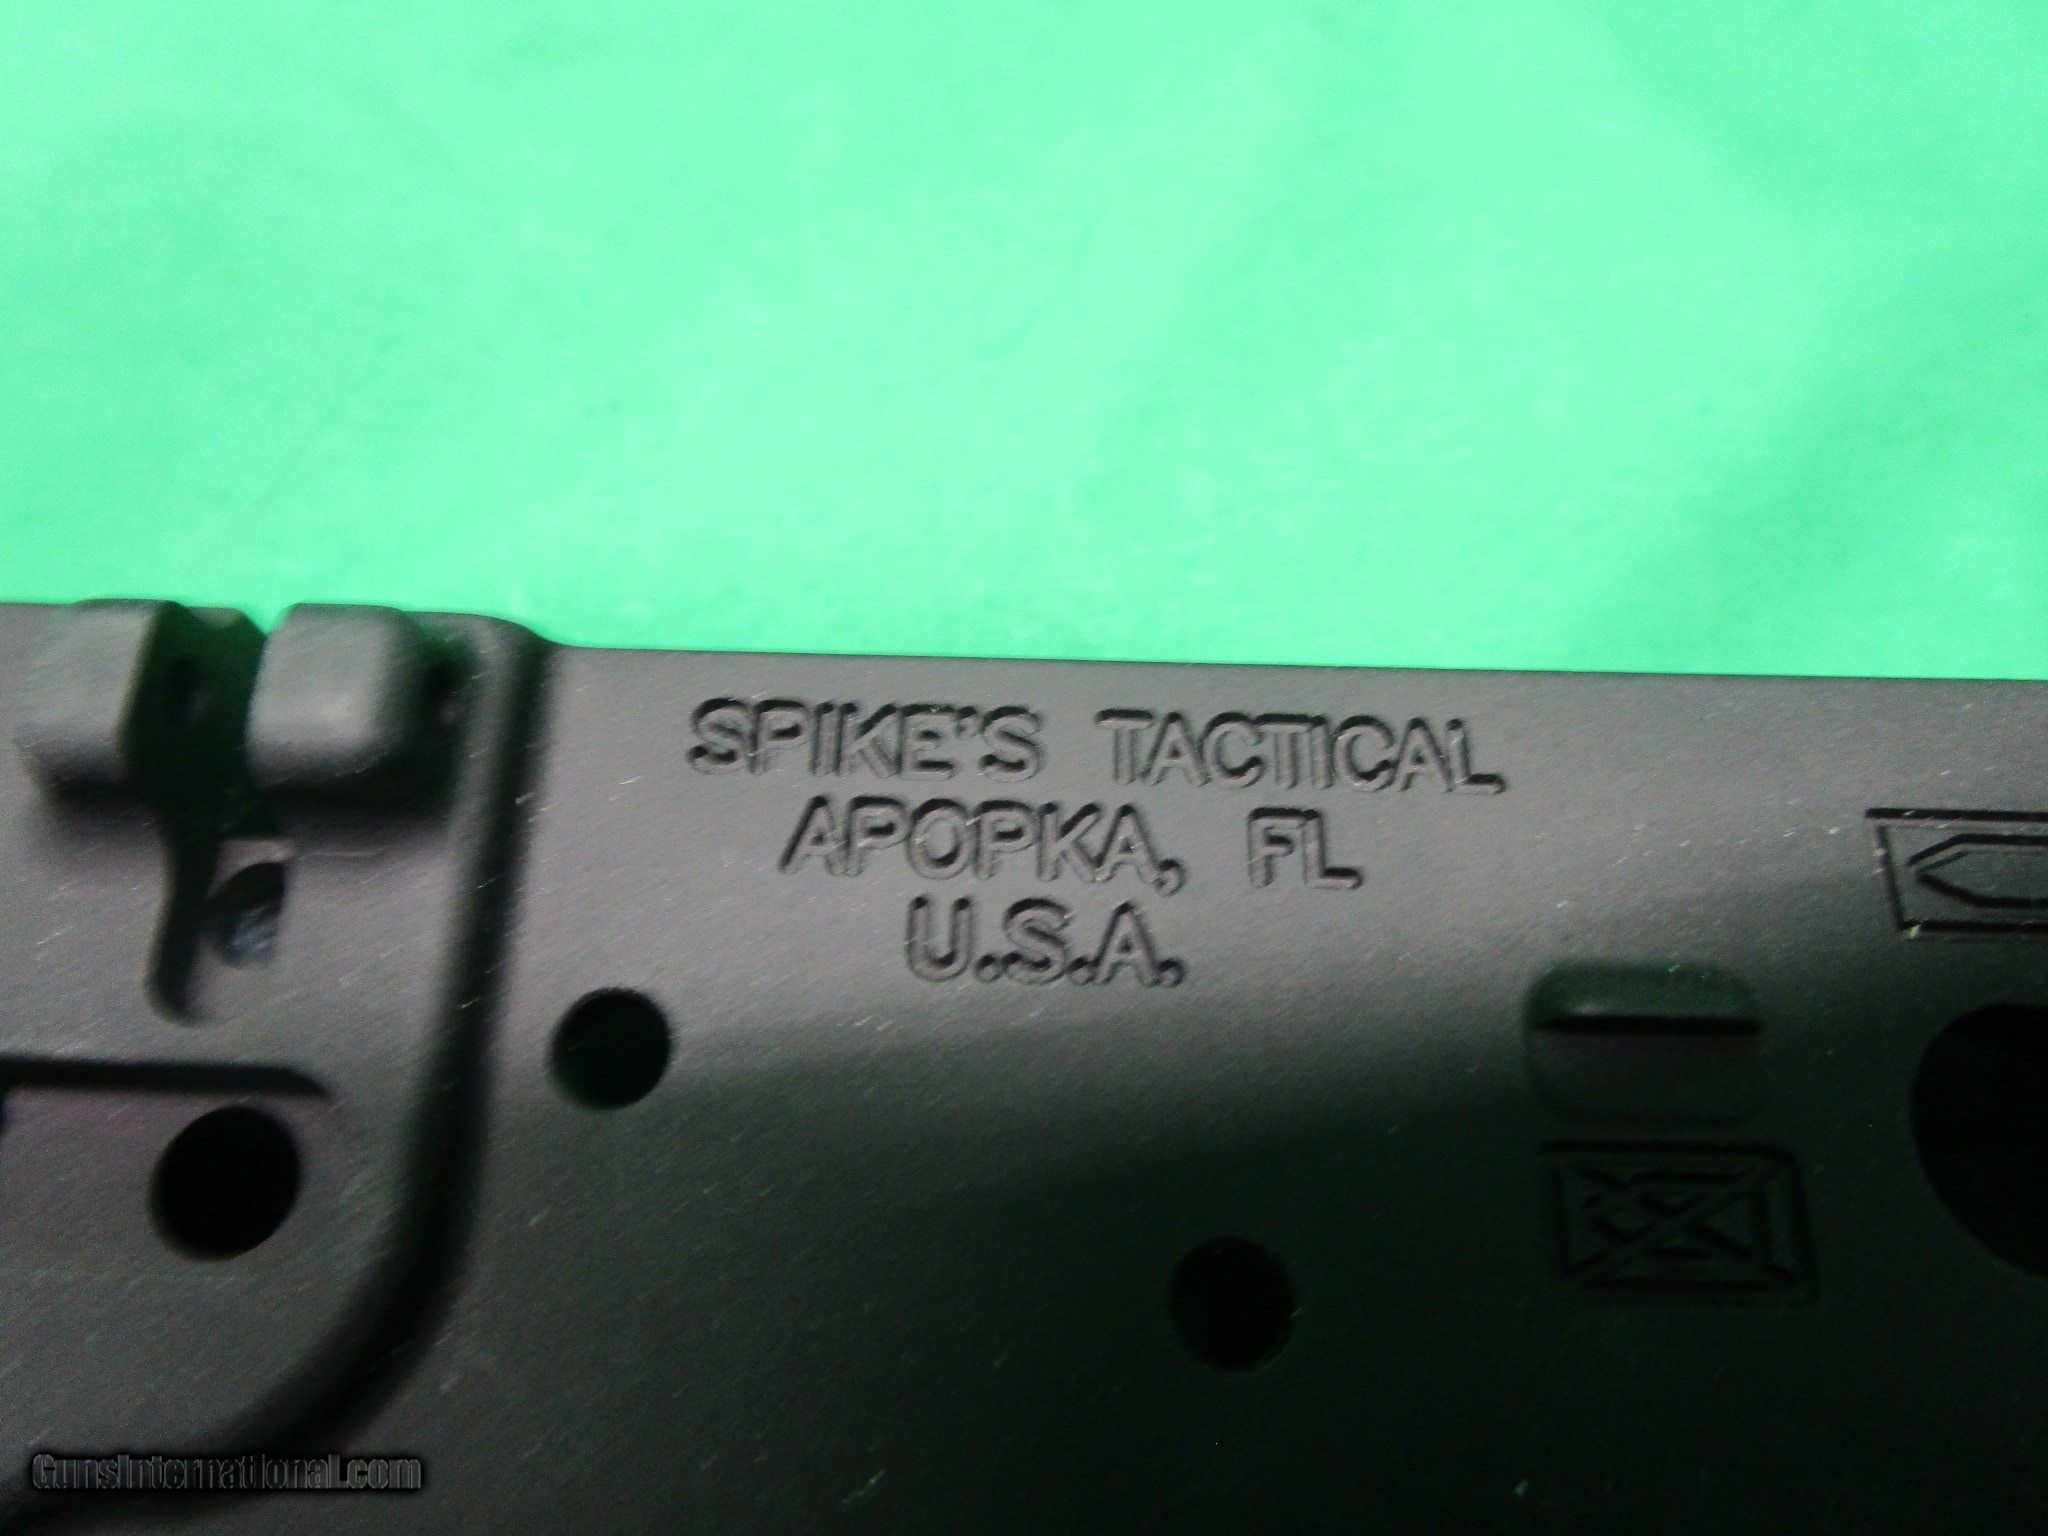 SPIKE'S TACTICAL
APOPKA, FL
U.S.A.
GunsInternational.com